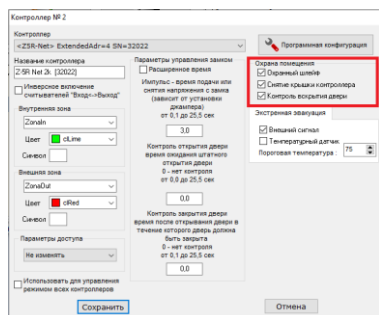 Контроллер № 2
Контроллер
<Z5R-Net> ExtendedAdr=4 SN=32022
Программная конфигурация
Название контроллера
Z-5R Net 2k [32022]
Инверсное включение
считывателей "Вход<->Выход"
Внутренняя зона
ZonaIn
Цвет
clLime
Символ
Внешняя зона
ZonaOut
Цвет
clRed
Символ
Параметры доступа
Не изменять
Использовать для управления
режимом всех контроллеров
Параметры управления замком
Расширенное время
Импульс - время подачи или
снятия напряжения с замка
(зависит от установки
джампера)
от 0,1 до 25,5 сек
3,0
Контроль открытия двери
время ожидания штатного
открытия двери
0 - нет контроля
от 0,0 до 25,5 сек
0,0
Контроль закрытия двери
время после открывания двери в
течение которого дверь должна
быть закрыта
0 - нет контроля
от 0,1 до 25,5 сек
0,0
Охрана помещения
Охранный шлейф
Снятие крышки контроллера
Контроль вскрытия двери
Экстренная эвакуация
Внешний сигнал
Температурный датчик
Пороговая температура : 75
Сохранить
Отмена